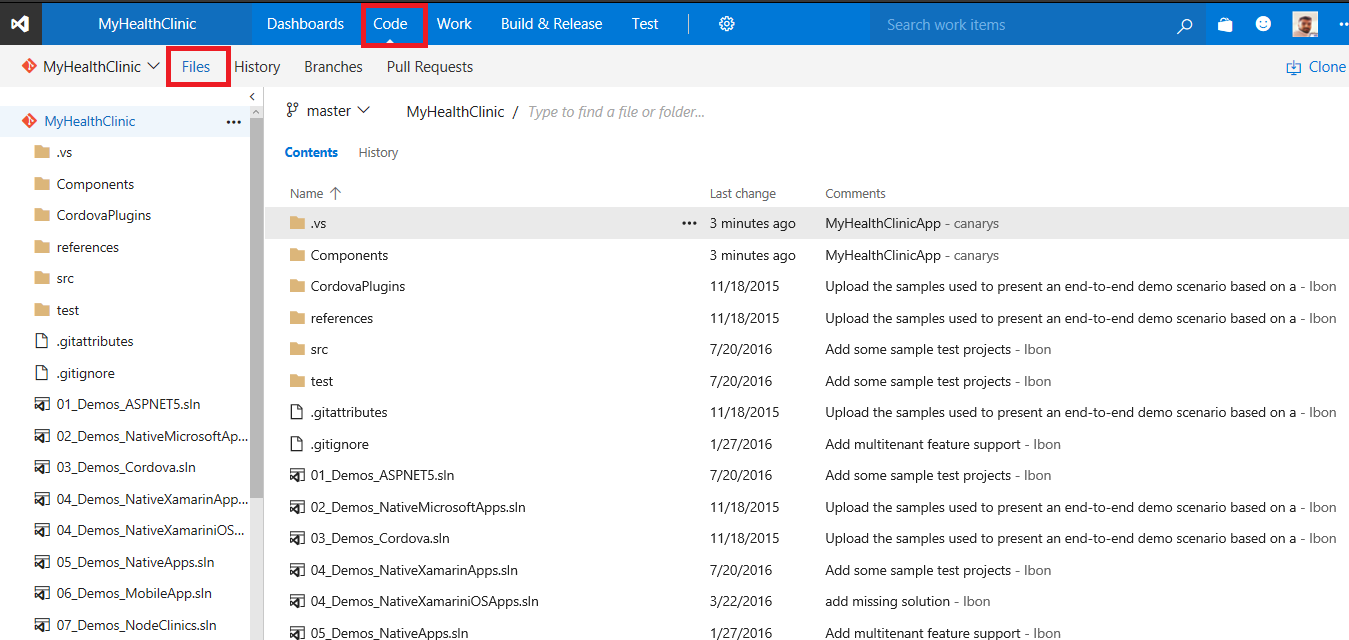 MyHealthClinic Dashboards Code Work Build & Release Test Search work items
MyHealthClinic Files History Branches Pull Requests Clone
MyHealthClinic
.vs
Components
CordovaPlugins
references
src
test
.gitattributes
.gitignore
01_Demos_ASPNET5.sln
02_Demos_NativeMicrosoftAp...
03_Demos_Cordova.sln
04_Demos_NativeXamarinApp...
04_Demos_NativeXamariniOS...
05_Demos_NativeApps.sln
06_Demos_MobileApp.sln
07_Demos_NodeClinics.sln
master MyHealthClinic / Type to find a file or folder...
Contents History
Name Last change Comments
.vs 3 minutes ago MyHealthClinicApp - canarys
Components 3 minutes ago MyHealthClinicApp - canarys
CordovaPlugins 11/18/2015 Upload the samples used to present an end-to-end demo scenario based on a - Ibon
references 11/18/2015 Upload the samples used to present an end-to-end demo scenario based on a - Ibon
src 7/20/2016 Add some sample test projects - Ibon
test 7/20/2016 Add some sample test projects - Ibon
.gitattributes 11/18/2015 Upload the samples used to present an end-to-end demo scenario based on a - Ibon
.gitignore 1/27/2016 Add multitenant feature support - Ibon
01_Demos_ASPNET5.sln 7/20/2016 Add some sample test projects - Ibon
02_Demos_NativeMicrosoftApps.sln 11/18/2015 Upload the samples used to present an end-to-end demo scenario based on a - Ibon
03_Demos_Cordova.sln 11/18/2015 Upload the samples used to present an end-to-end demo scenario based on a - Ibon
04_Demos_NativeXamarinApps.sln 7/20/2016 Add some sample test projects - Ibon
04_Demos_NativeXamariniOSApps.sln 3/22/2016 add missing solution - Ibon
05_Demos_NativeApps.sln 1/27/2016 Add multitenant feature support - Ibon